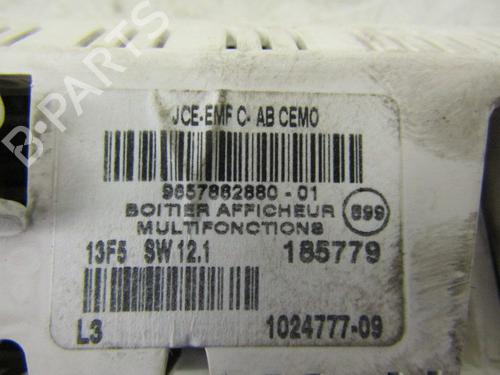 JCE-EMF C- AB CEMO
9657862880-01
BOITIER AFFICHEUR
MULTIFONCTIONS
699
13F5 SW 12.1
185779
L3
1024777-09
B-PARTS